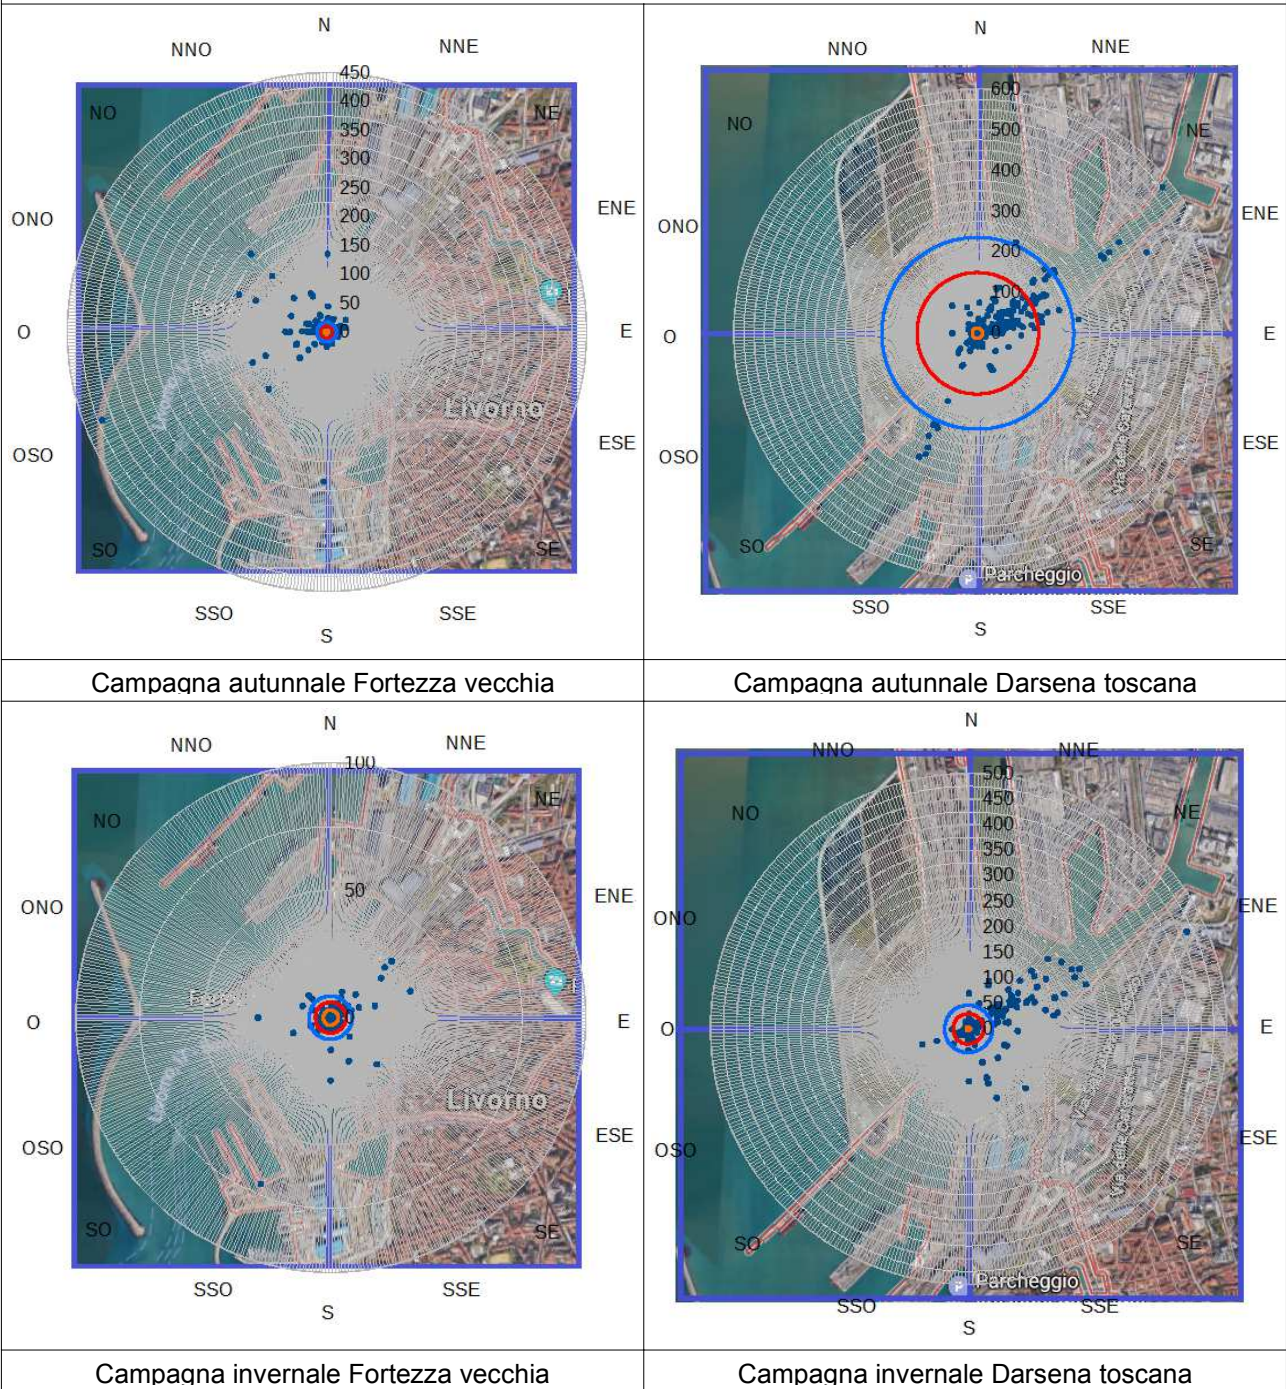 N
NNO
NNE
450
400
NO
NE
350
300
250
ENE
ONO
200
150
100
50
O
0
E
Livorno
ESE
OSO
SO
SE
SSO
SSE
S
N
NNO
NNE
600
NO
NE
500
400
300
ENE
ONO
200
100
O
0
E
ESE
OSO
SO
SE
Parcheggio
SSO
SSE
S
Campagna autunnale Fortezza vecchia
Campagna autunnale Darsena toscana
N
NNO
NNE
100
NE
NO
50
ENE
ONO
O
0
E
Livorno
ESE
OSO
SO
SE
SSO
SSE
S
N
NNO
NNE
500
450
NO
NE
400
350
300
250
ENE
ONO
200
150
100
50
O
0
E
ESE
OSO
SO
SE
Parcheggio
SSO
SSE
S
Campagna invernale Fortezza vecchia
Campagna invernale Darsena toscana